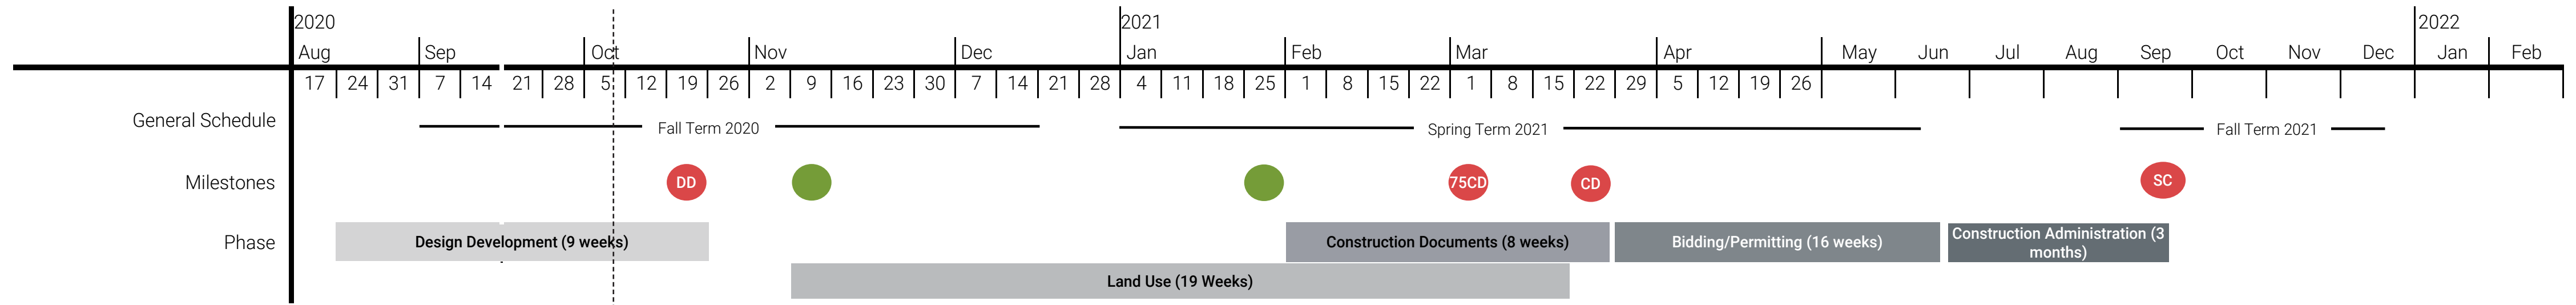 2020 2021 2022
Aug Sep Oct Nov Dec Jan Feb Mar Apr May Jun Jul Aug Sep Oct Nov Dec Jan Feb
17 24 31 7 14 21 28 5 12 19 26 2 9 16 23 30 7 14 21 28 4 11 18 25 1 8 15 22 1 8 15 22 29 5 12 19 26
General Schedule Fall Term 2020 Spring Term 2021 Fall Term 2021
Milestones DD 75CD CD SC
Phase Design Development (9 weeks) Construction Documents (8 weeks) Bidding/Permitting (16 weeks) Construction Administration (3
months)
Land Use (19 Weeks)